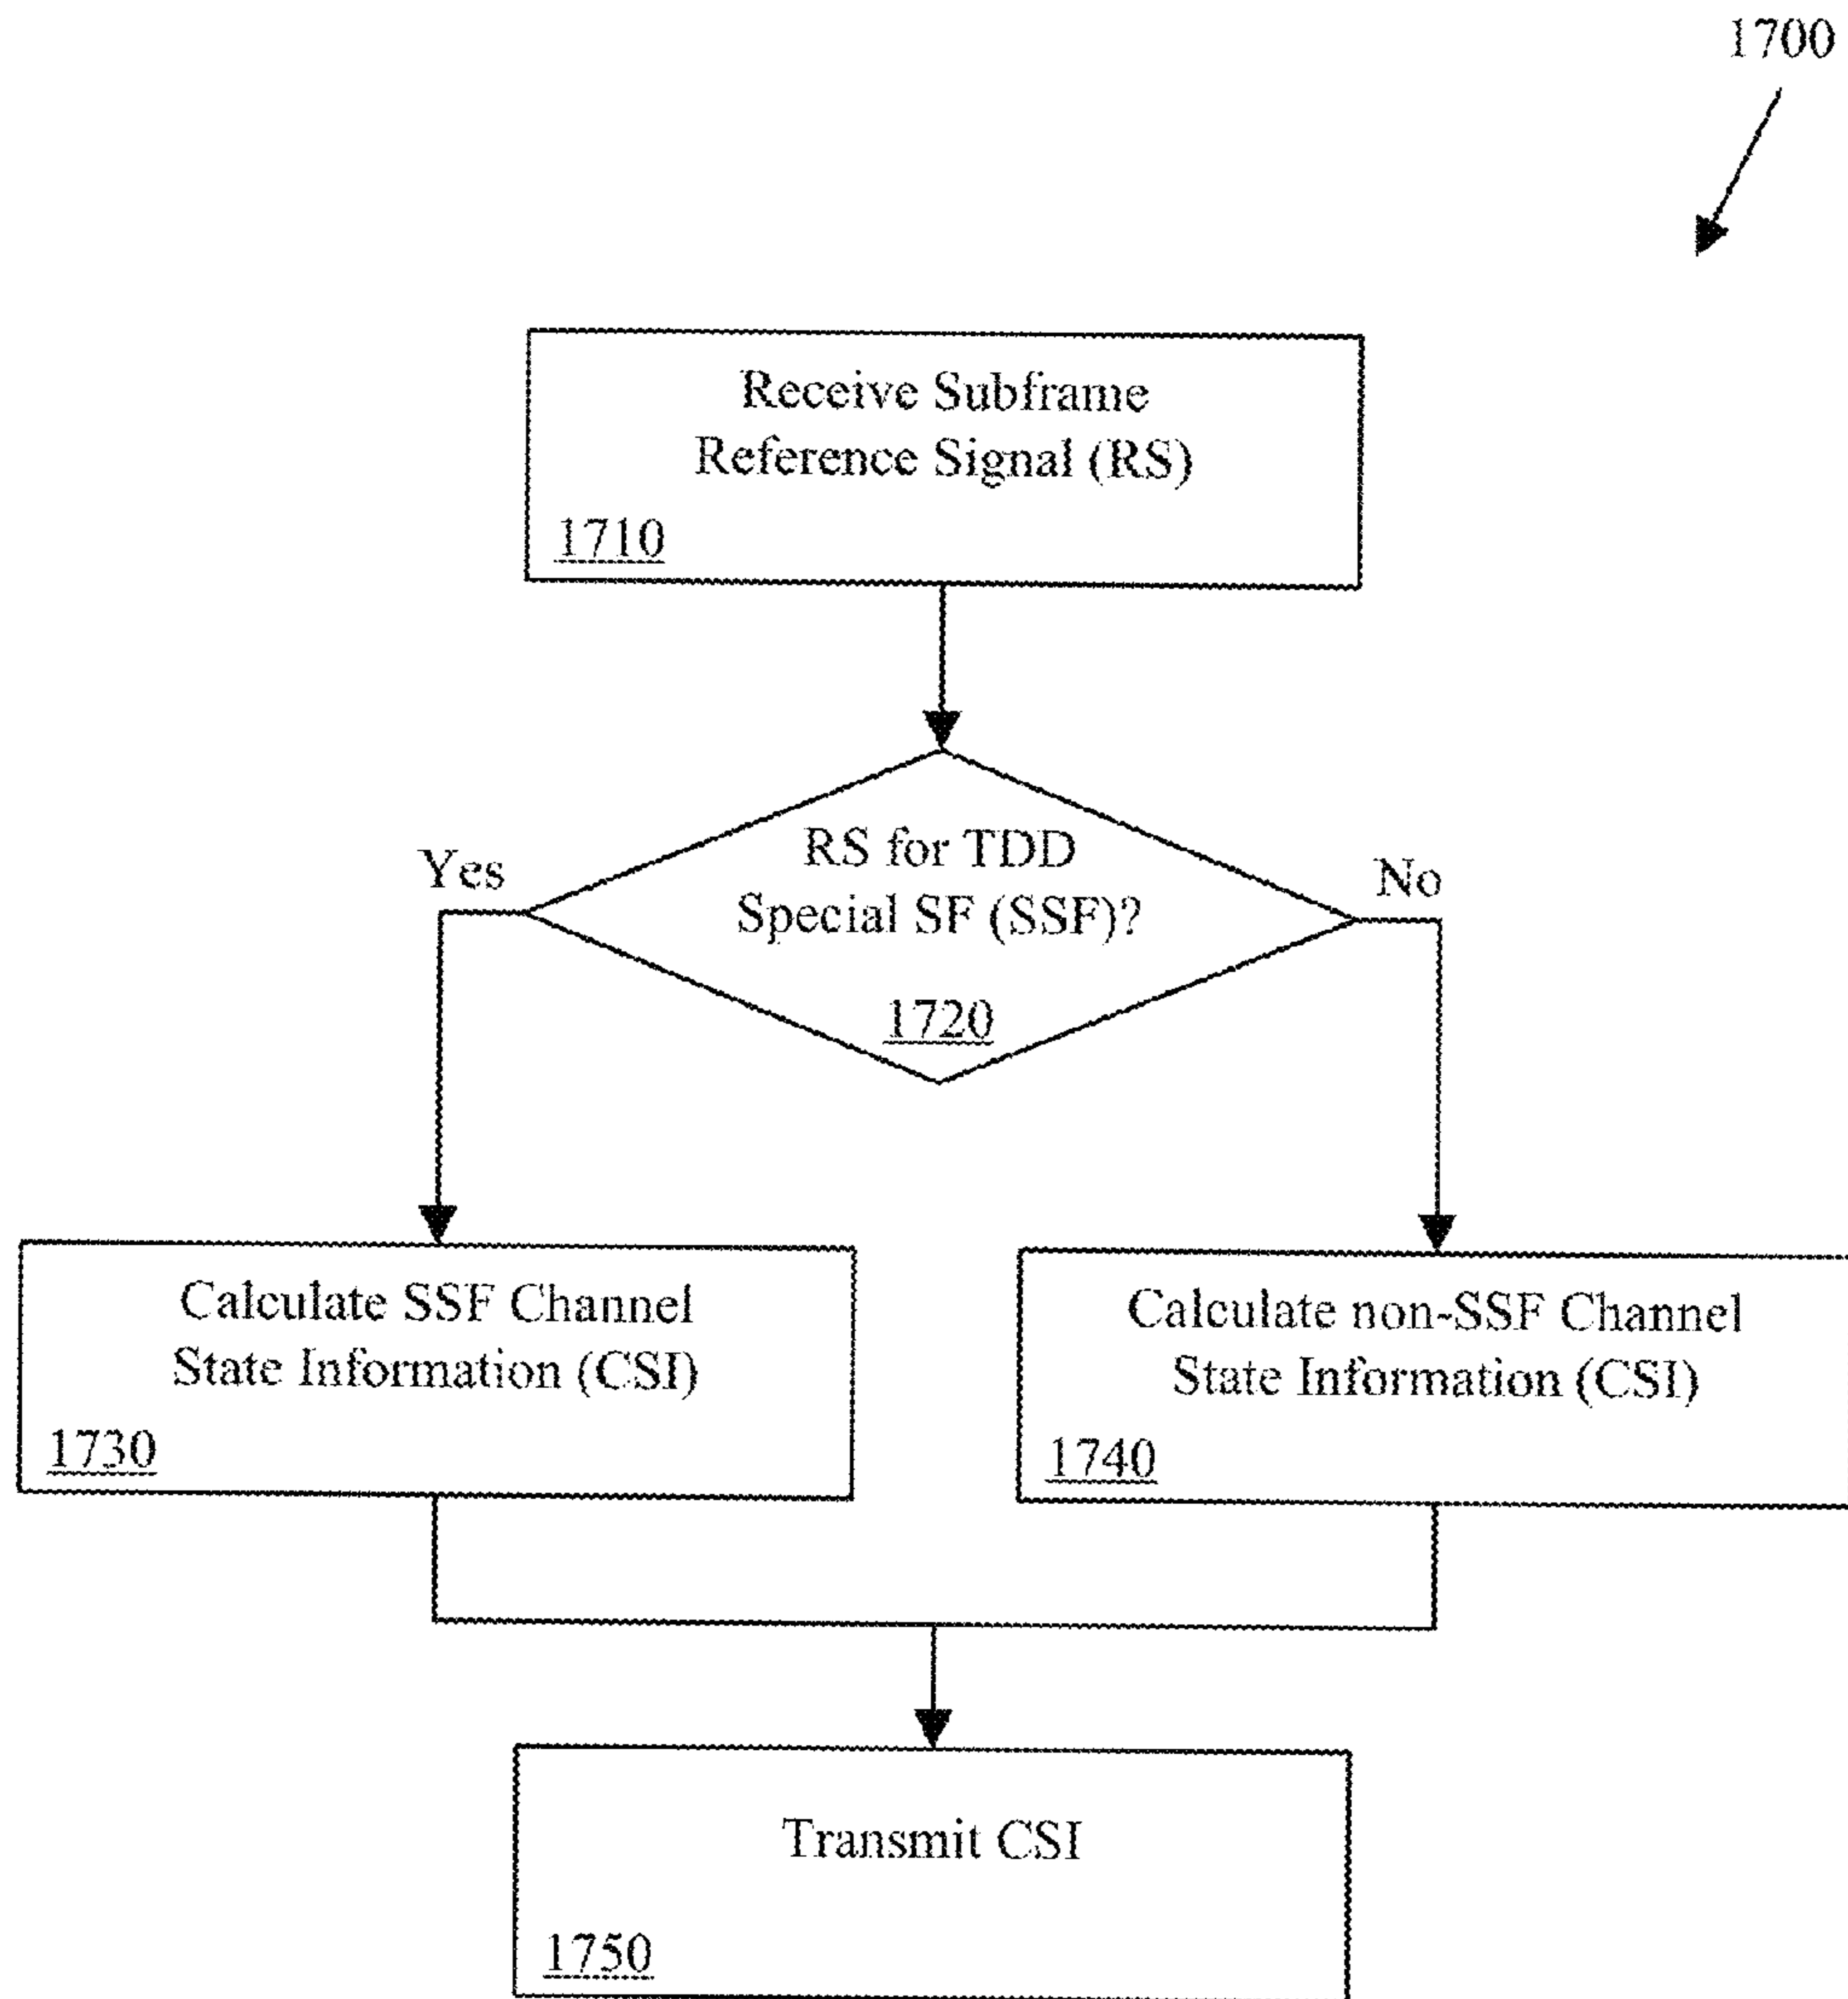 1700
Receive Subframe
Reference Signal (RS)
1710
RS for TDD
Special SF (SSF)?
1720
Yes
No
Calculate SSF Channel
State Information (CSI)
1730
Calculate non-SSF Channel
State Information (CSI)
1740
Transmit CSI
1750